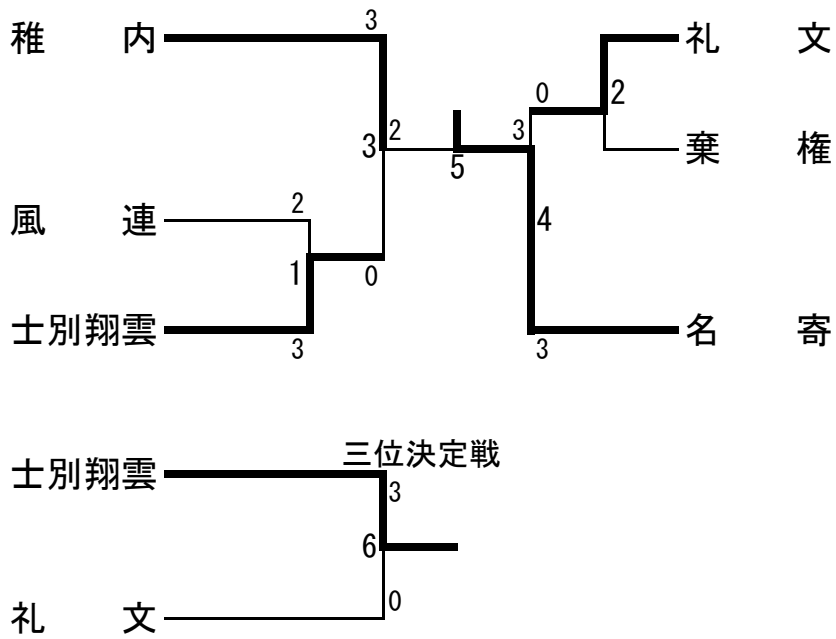 稚　内　3　0　2　礼　文
3　2　3　棄　権
5
風　連　2　4
1　0
士別翔雲　3　3　名　寄
三位決定戦
士別翔雲　3
6
礼　文　0